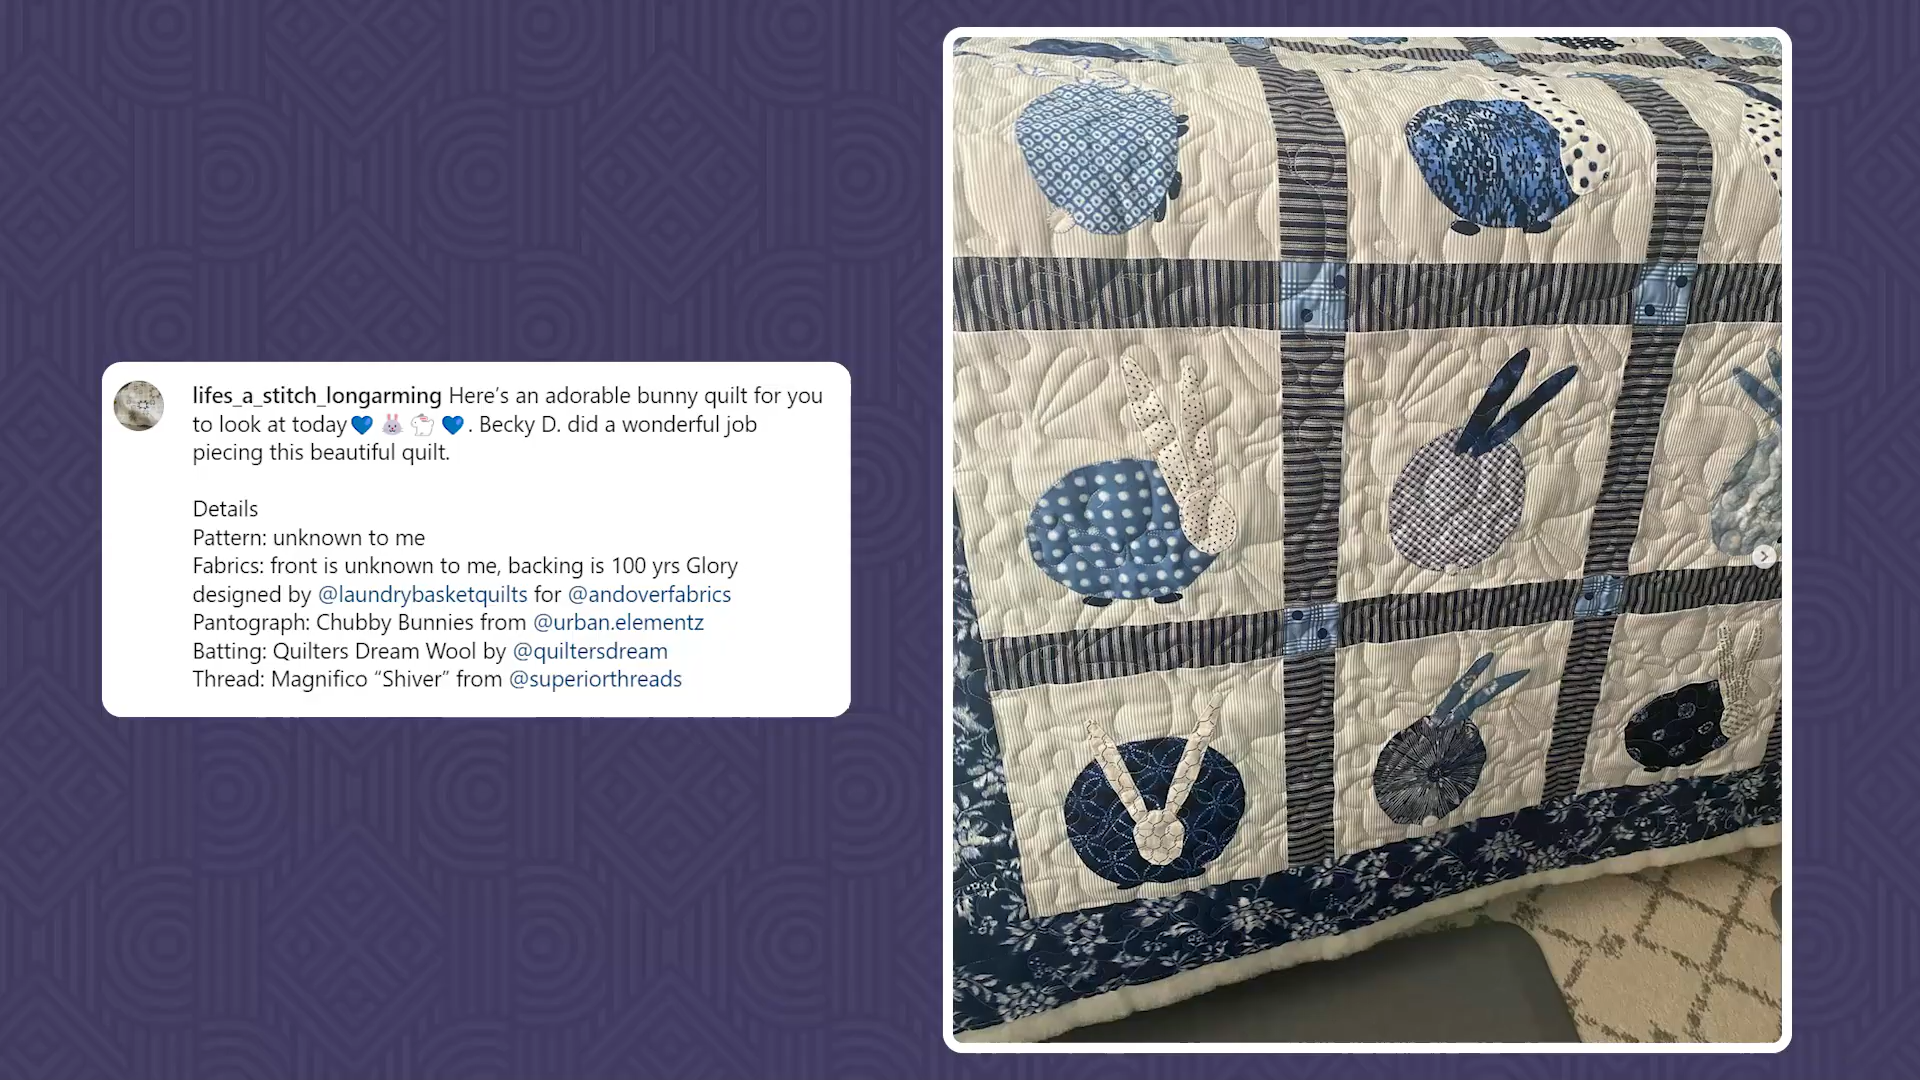 lifes_a_stitch_longarming Here’s an adorable bunny quilt for you
to look at today💙 🐰 🐇 💙. Becky D. did a wonderful job
piecing this beautiful quilt.
Details
Pattern: unknown to me
Fabrics: front is unknown to me, backing is 100 yrs Glory
designed by @laundrybasketquilts for @andoverfabrics
Pantograph: Chubby Bunnies from @urban.elementz
Batting: Quilters Dream Wool by @quiltersdream
Thread: Magnifico “Shiver” from @superiorthreads